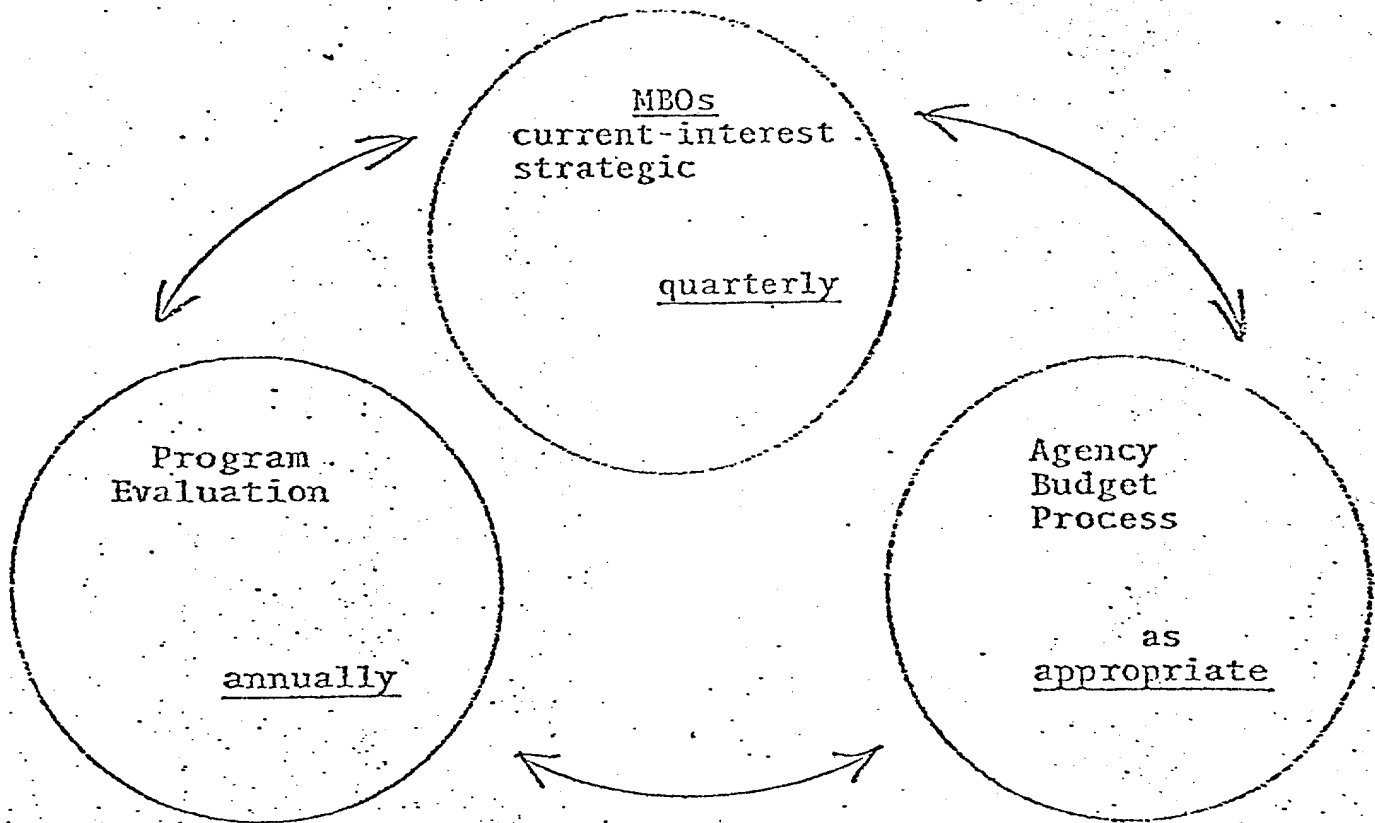 MBOs
current-interest
strategic
quarterly
Program
Evaluation
annually
Agency
Budget
Process
as
appropriate